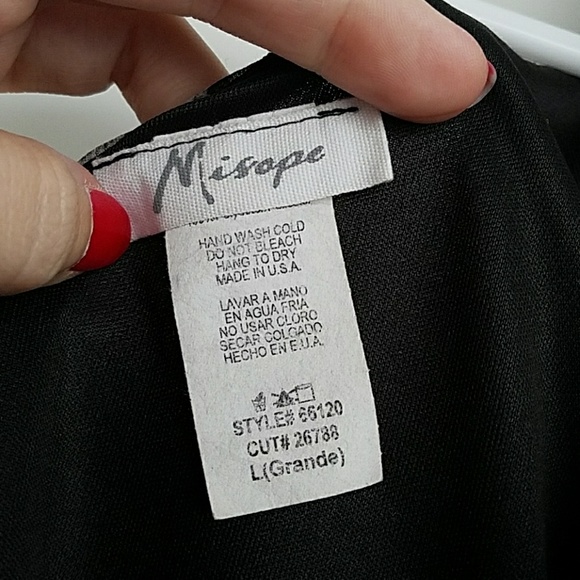 Misope
HAND WASH COLD
DO NOT BLEACH
HANG TO DRY
MADE IN U.S.A.
LAVAR A MANO
EN AGUA FRIA
NO USAR CLORO
SECAR COLGADO
HECHO EN E.U.A.
STYLE# 66120
CUT# 26788
L(Grande)